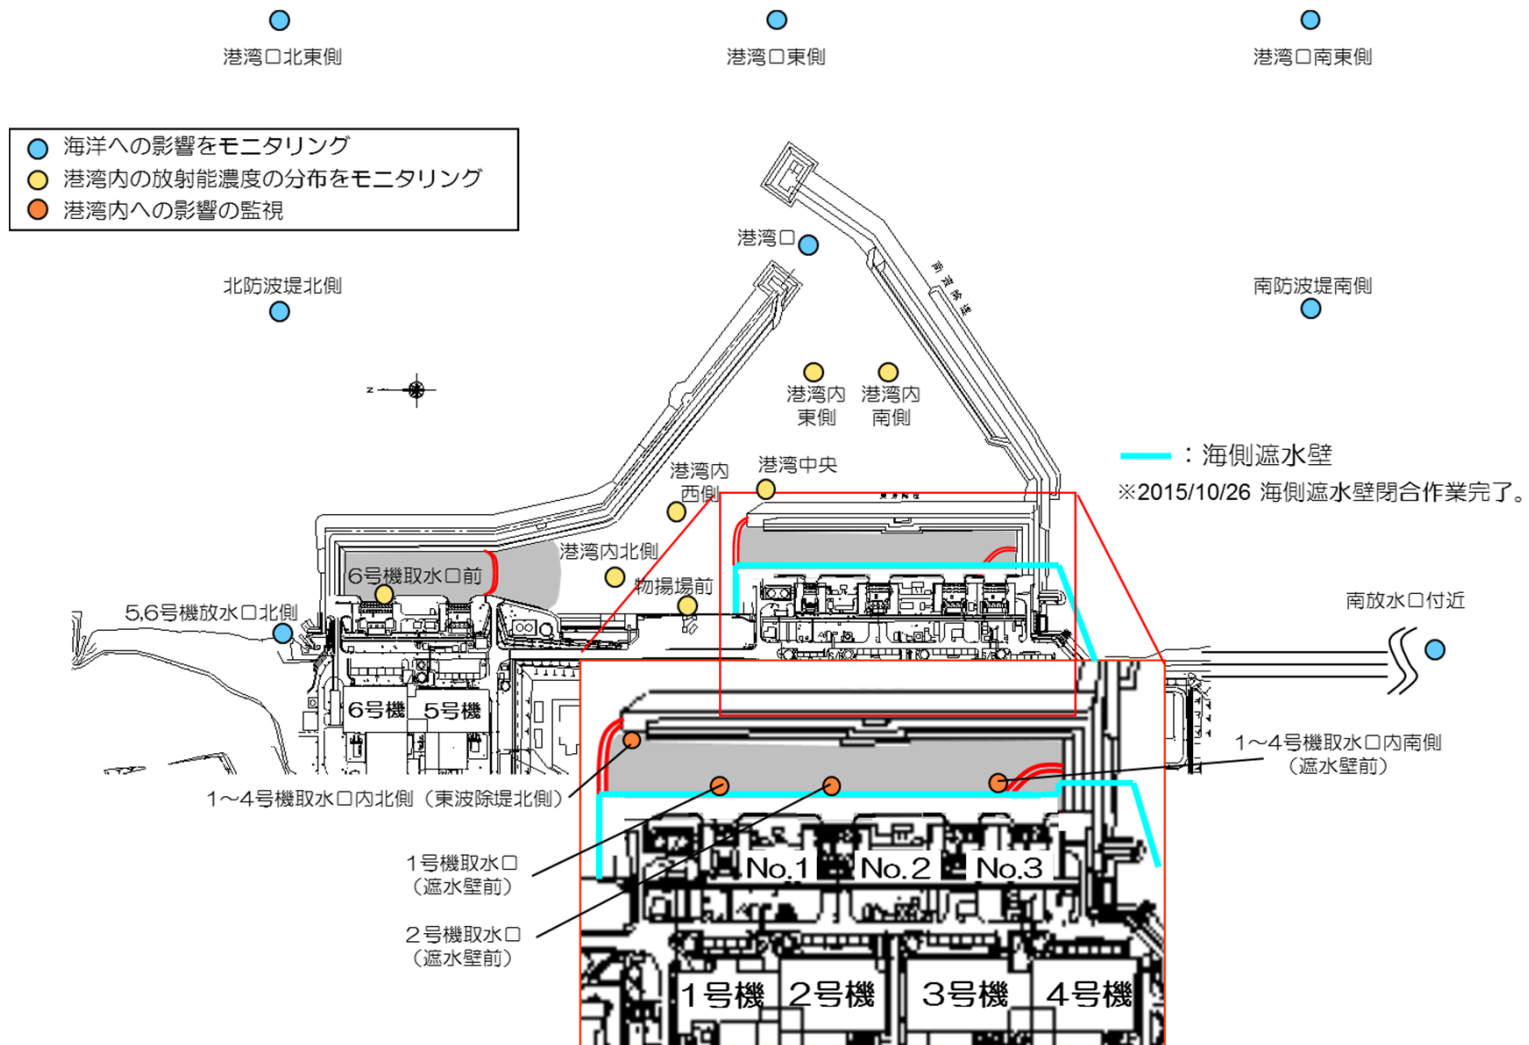 港湾口北東側
港湾口東側
港湾口南東側
海洋への影響をモニタリング
港湾内の放射能濃度の分布をモニタリング
港湾内への影響の監視
港湾口
北防波堤北側
南防波堤南側
N
港湾内
東側
港湾内
南側
港湾内
西側
港湾中央
：海側遮水壁
※2015/10/26 海側遮水壁閉合作業完了。
港湾内北側
6号機取水口前
物揚場前
5,6号機放水口北側
南放水口付近
6号機
5号機
1～4号機取水口内南側
（遮水壁前）
1～4号機取水口内北側（東波除堤北側）
1号機取水口
（遮水壁前）
No.1
No.2
No.3
２号機取水口
（遮水壁前）
1号機
2号機
3号機
4号機